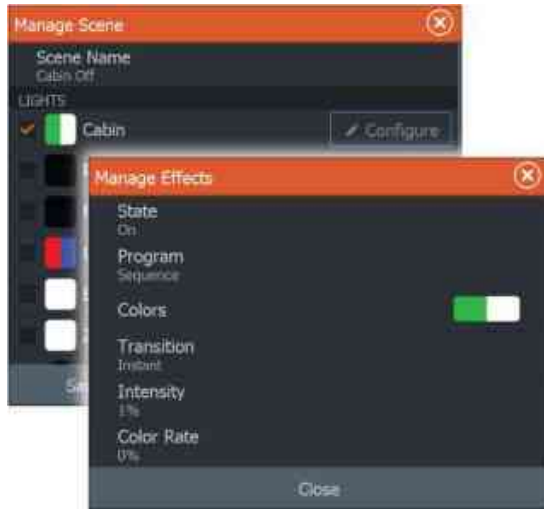 Manage Scene
Scene Name
Cabin Off
LIGHTS
Cabin
Configure
Manage Effects
State
On
Program
Sequence
Colors
Transition
Instant
Intensity
1%
Color Rate
0%
Close